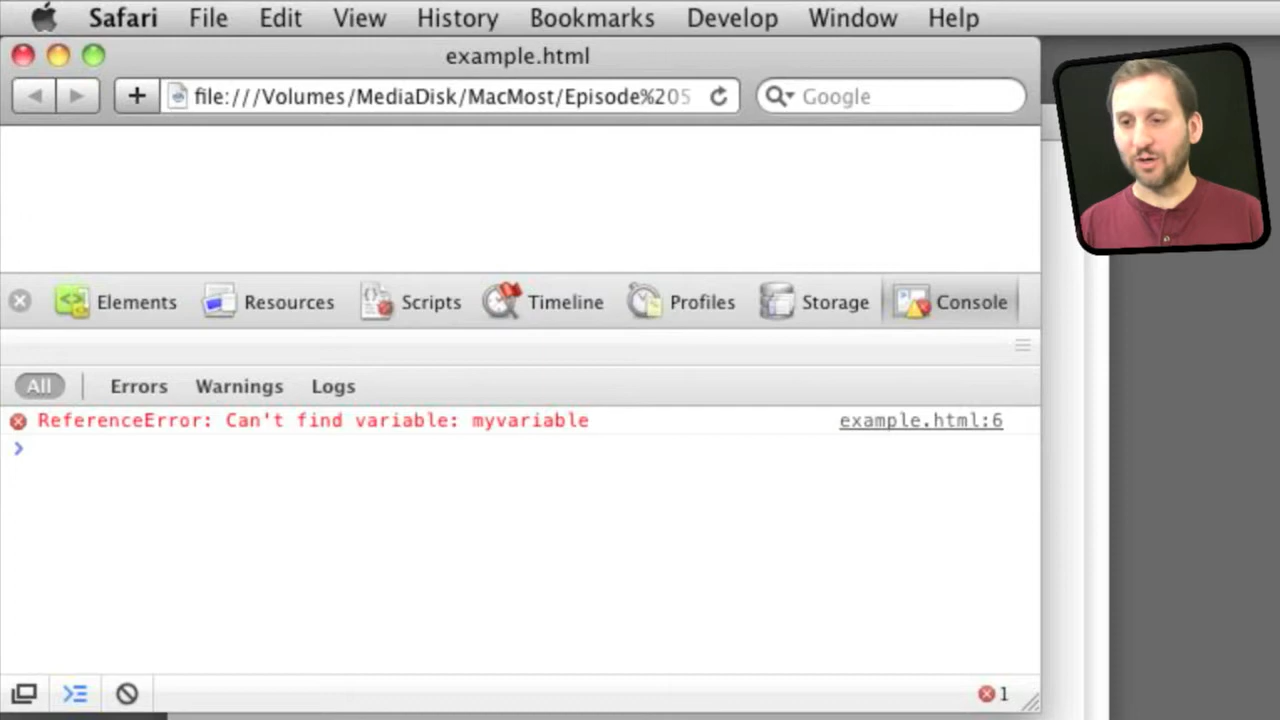 Safari File Edit View History Bookmarks Develop Window Help
example.html
+ file:///Volumes/MediaDisk/MacMost/Episode%205 Google
Elements Resources Scripts Timeline Profiles Storage Console
All Errors Warnings Logs
ReferenceError: Can't find variable: myvariable example.html:6
>
1